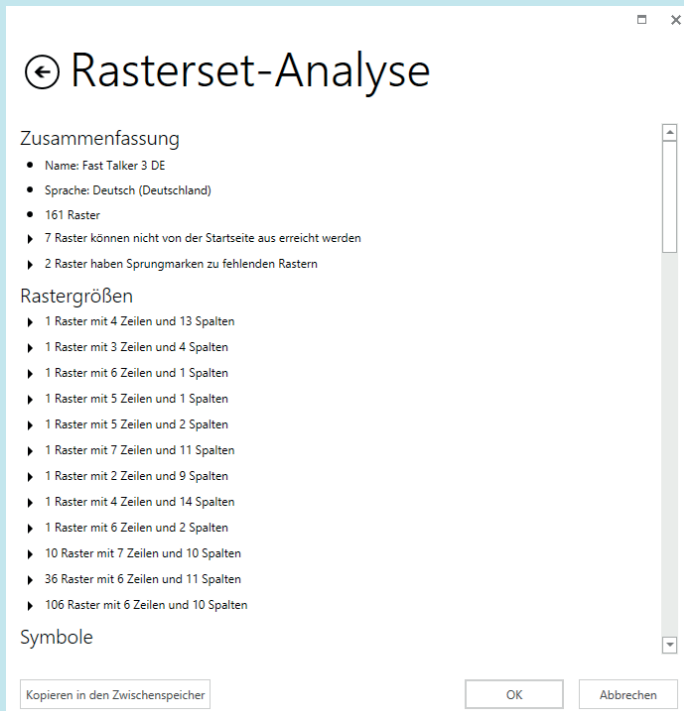 Rasterset-Analyse
Zusammenfassung
Name: Fast Talker 3 DE
Sprache: Deutsch (Deutschland)
161 Raster
7 Raster können nicht von der Startseite aus erreicht werden
2 Raster haben Sprungmarken zu fehlenden Rastern
Rastergrößen
1 Raster mit 4 Zeilen und 13 Spalten
1 Raster mit 3 Zeilen und 4 Spalten
1 Raster mit 6 Zeilen und 1 Spalten
1 Raster mit 5 Zeilen und 1 Spalten
1 Raster mit 5 Zeilen und 2 Spalten
1 Raster mit 7 Zeilen und 11 Spalten
1 Raster mit 2 Zeilen und 9 Spalten
1 Raster mit 4 Zeilen und 14 Spalten
1 Raster mit 6 Zeilen und 2 Spalten
10 Raster mit 7 Zeilen und 10 Spalten
36 Raster mit 6 Zeilen und 11 Spalten
106 Raster mit 6 Zeilen und 10 Spalten
Symbole
Kopieren in den Zwischenspeicher
OK
Abbrechen